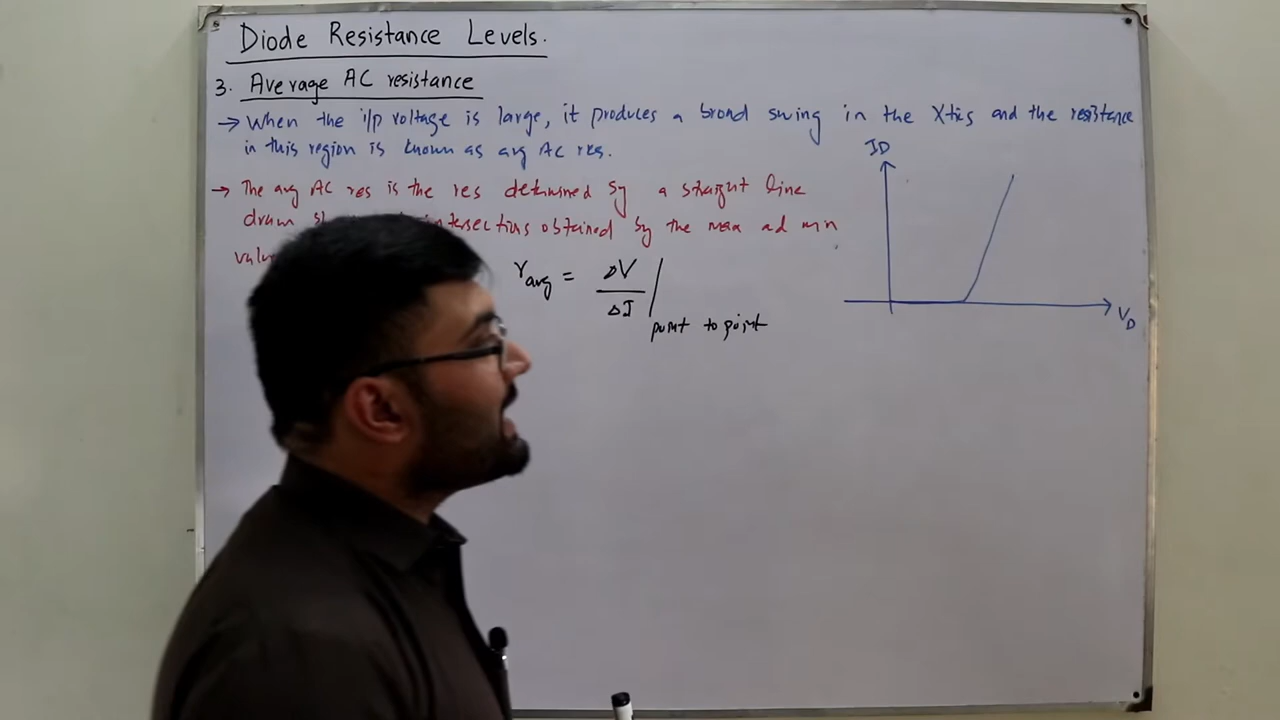 Diode Resistance Levels.
3. Average AC resistance
→ When the i/p voltage is large, it produces a broad swing in the Xtics and the resistance
in this region is known as avg AC res.
→ The avg AC res is the res determined by a straight line
drawn intersections obtained by the max ad min
r avg = ΔV / ΔI | point to point
ID
VD